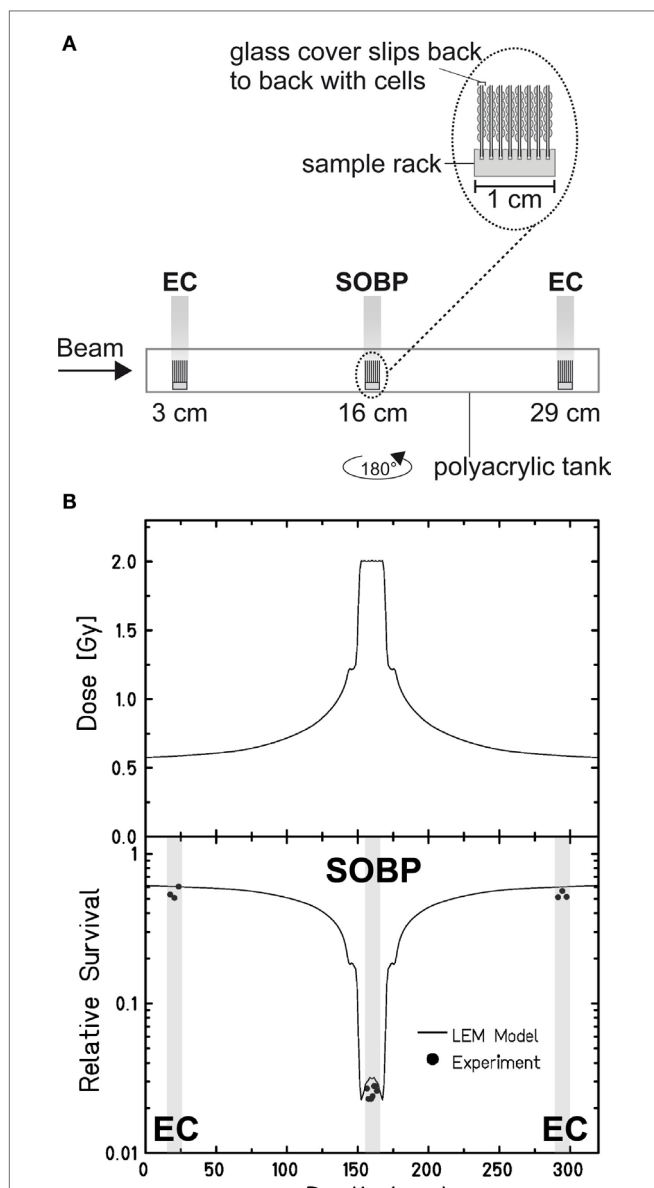 A
glass cover slips back
to back with cells
sample rack
1 cm
EC SOBP EC
Beam
3 cm 16 cm 29 cm
180° polyacrylic tank
B
Dose [Gy]
2.0
1.5
1.0
0.5
0.0
Relative Survival
1
0.1
0.01
SOBP
LEM Model
Experiment
EC EC
0 50 100 150 200 250 300